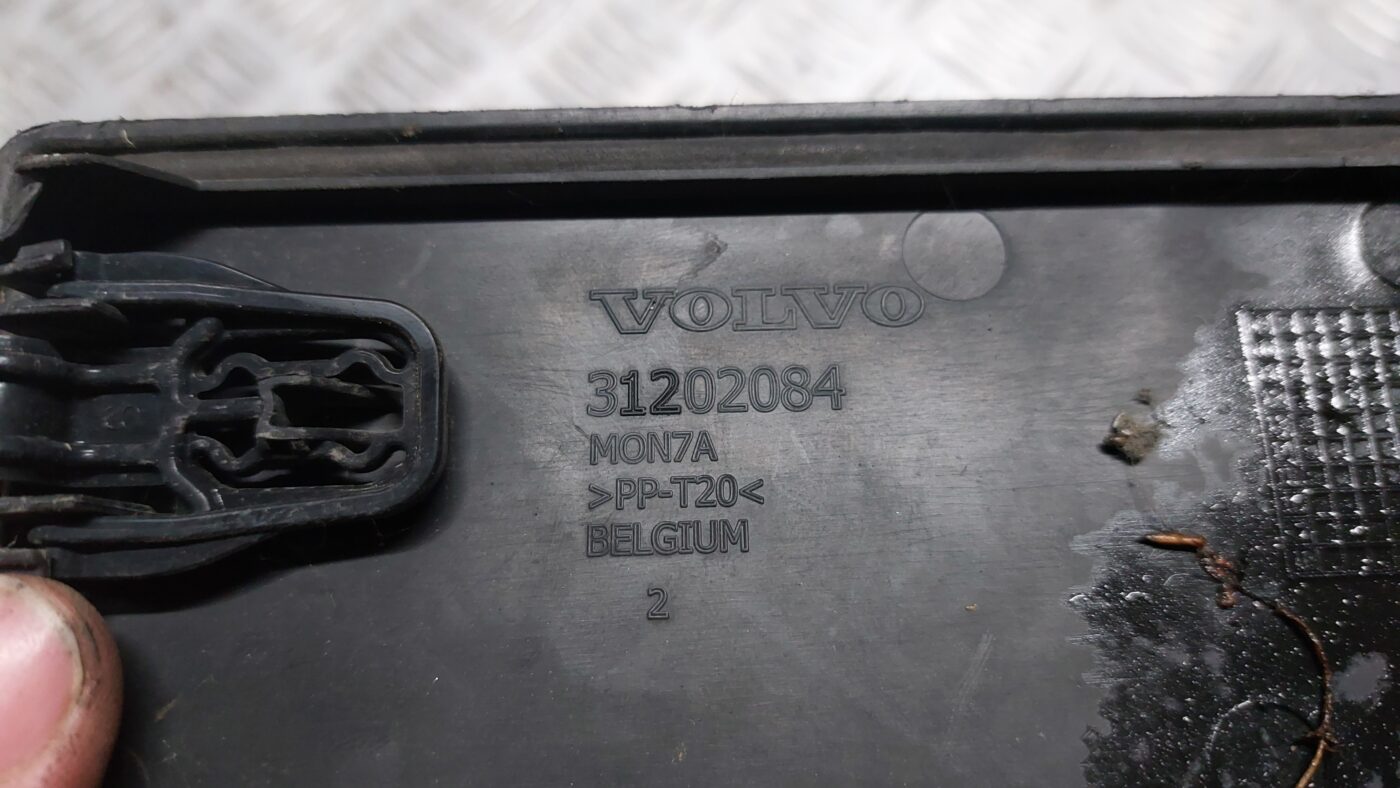 VOLVO
31202084
MON7A
>PP-T20<
BELGIUM
2